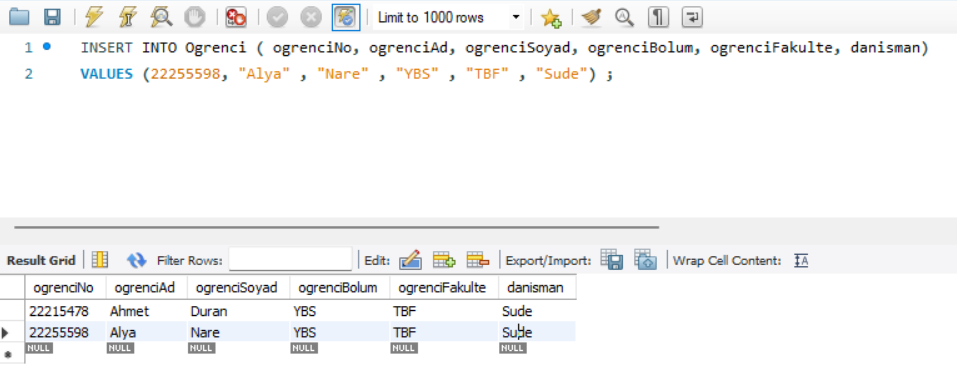 Limit to 1000 rows
1 INSERT INTO Ogrenci ( ogrenciNo, ogrenciAd, ogrenciSoyad, ogrenciBolum, ogrenciFakulte, danisman)
2 VALUES (22255598, "Alya" , "Nare" , "YBS" , "TBF" , "Sude") ;
Result Grid Filter Rows: Edit: Export/Import: Wrap Cell Content: IA
ogrenciNo ogrenciAd ogrenciSoyad ogrenciBolum ogrenciFakulte danisman
22215478 Ahmet Duran YBS TBF Sude
22255598 Alya Nare YBS TBF Sude
NULL NULL NULL NULL NULL NULL